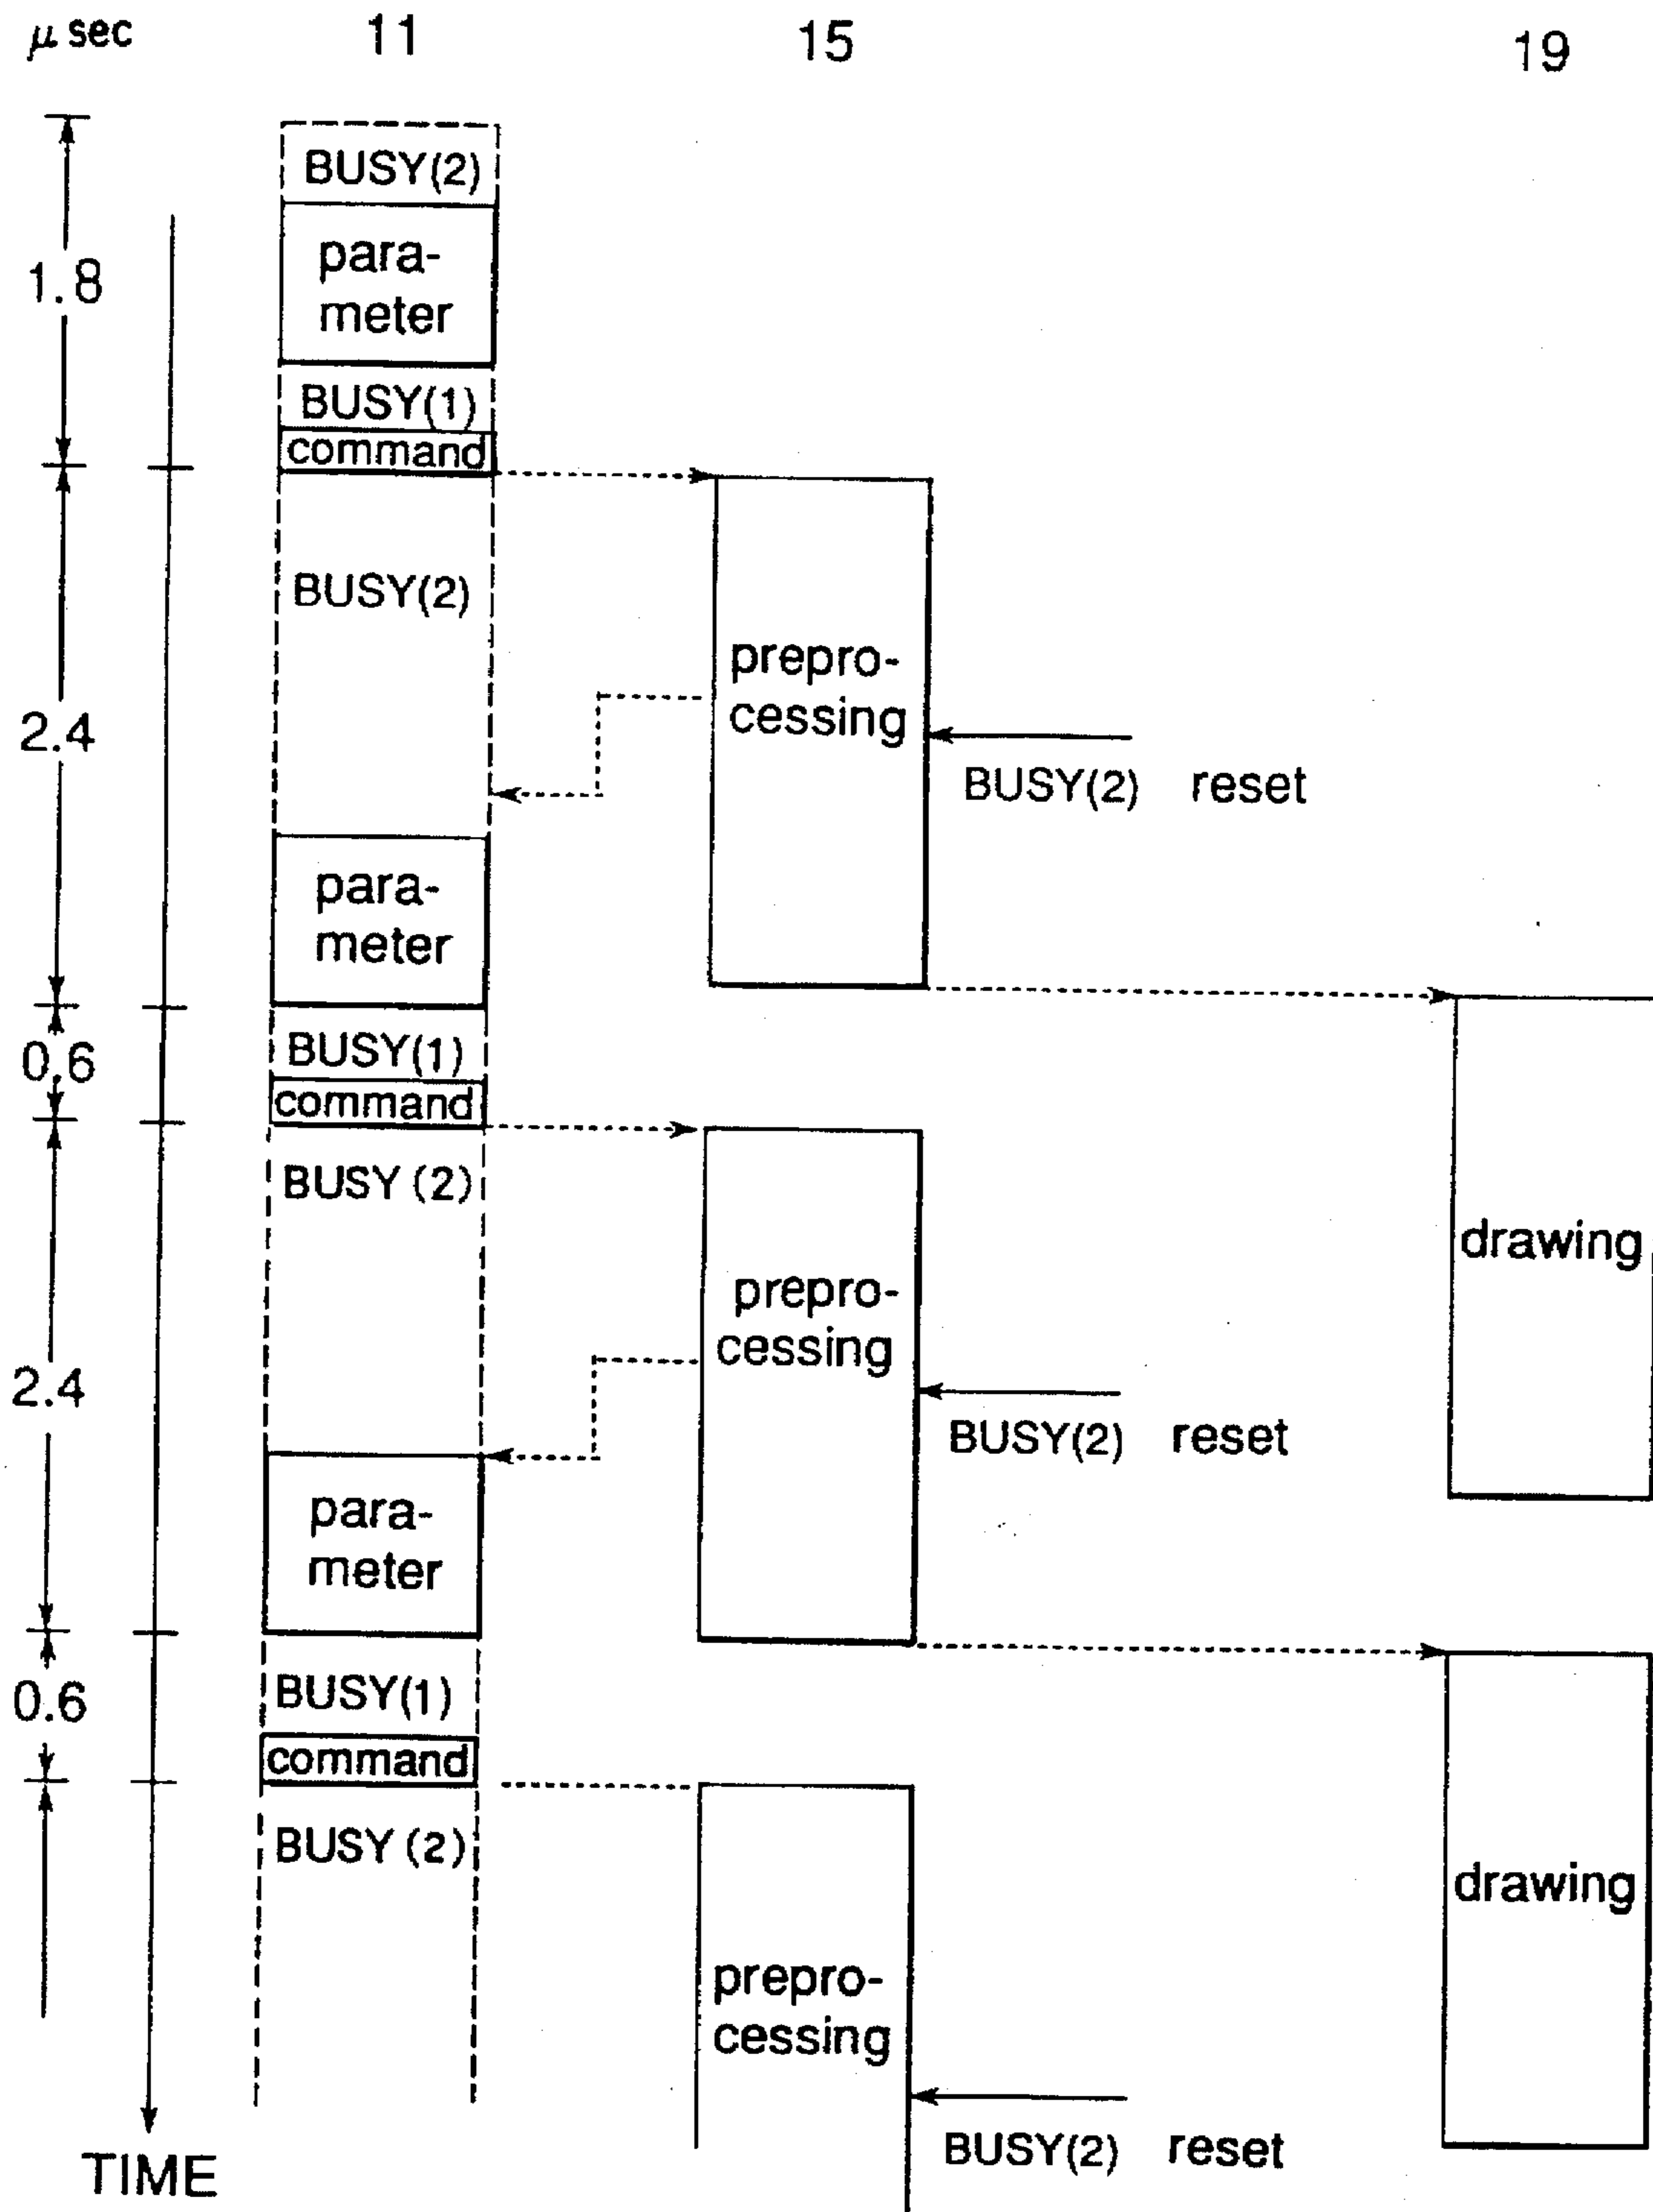 μ sec 11 15 19
BUSY(2)
para-
meter
1.8
BUSY(1)
command
BUSY(2)
prepro-
cessing
2.4
BUSY(2) reset
para-
meter
BUSY(1)
0.6
command
BUSY (2)
drawing
prepro-
cessing
2.4
BUSY(2) reset
para-
meter
BUSY(1)
0.6
command
BUSY (2)
drawing
prepro-
cessing
BUSY(2) reset
TIME